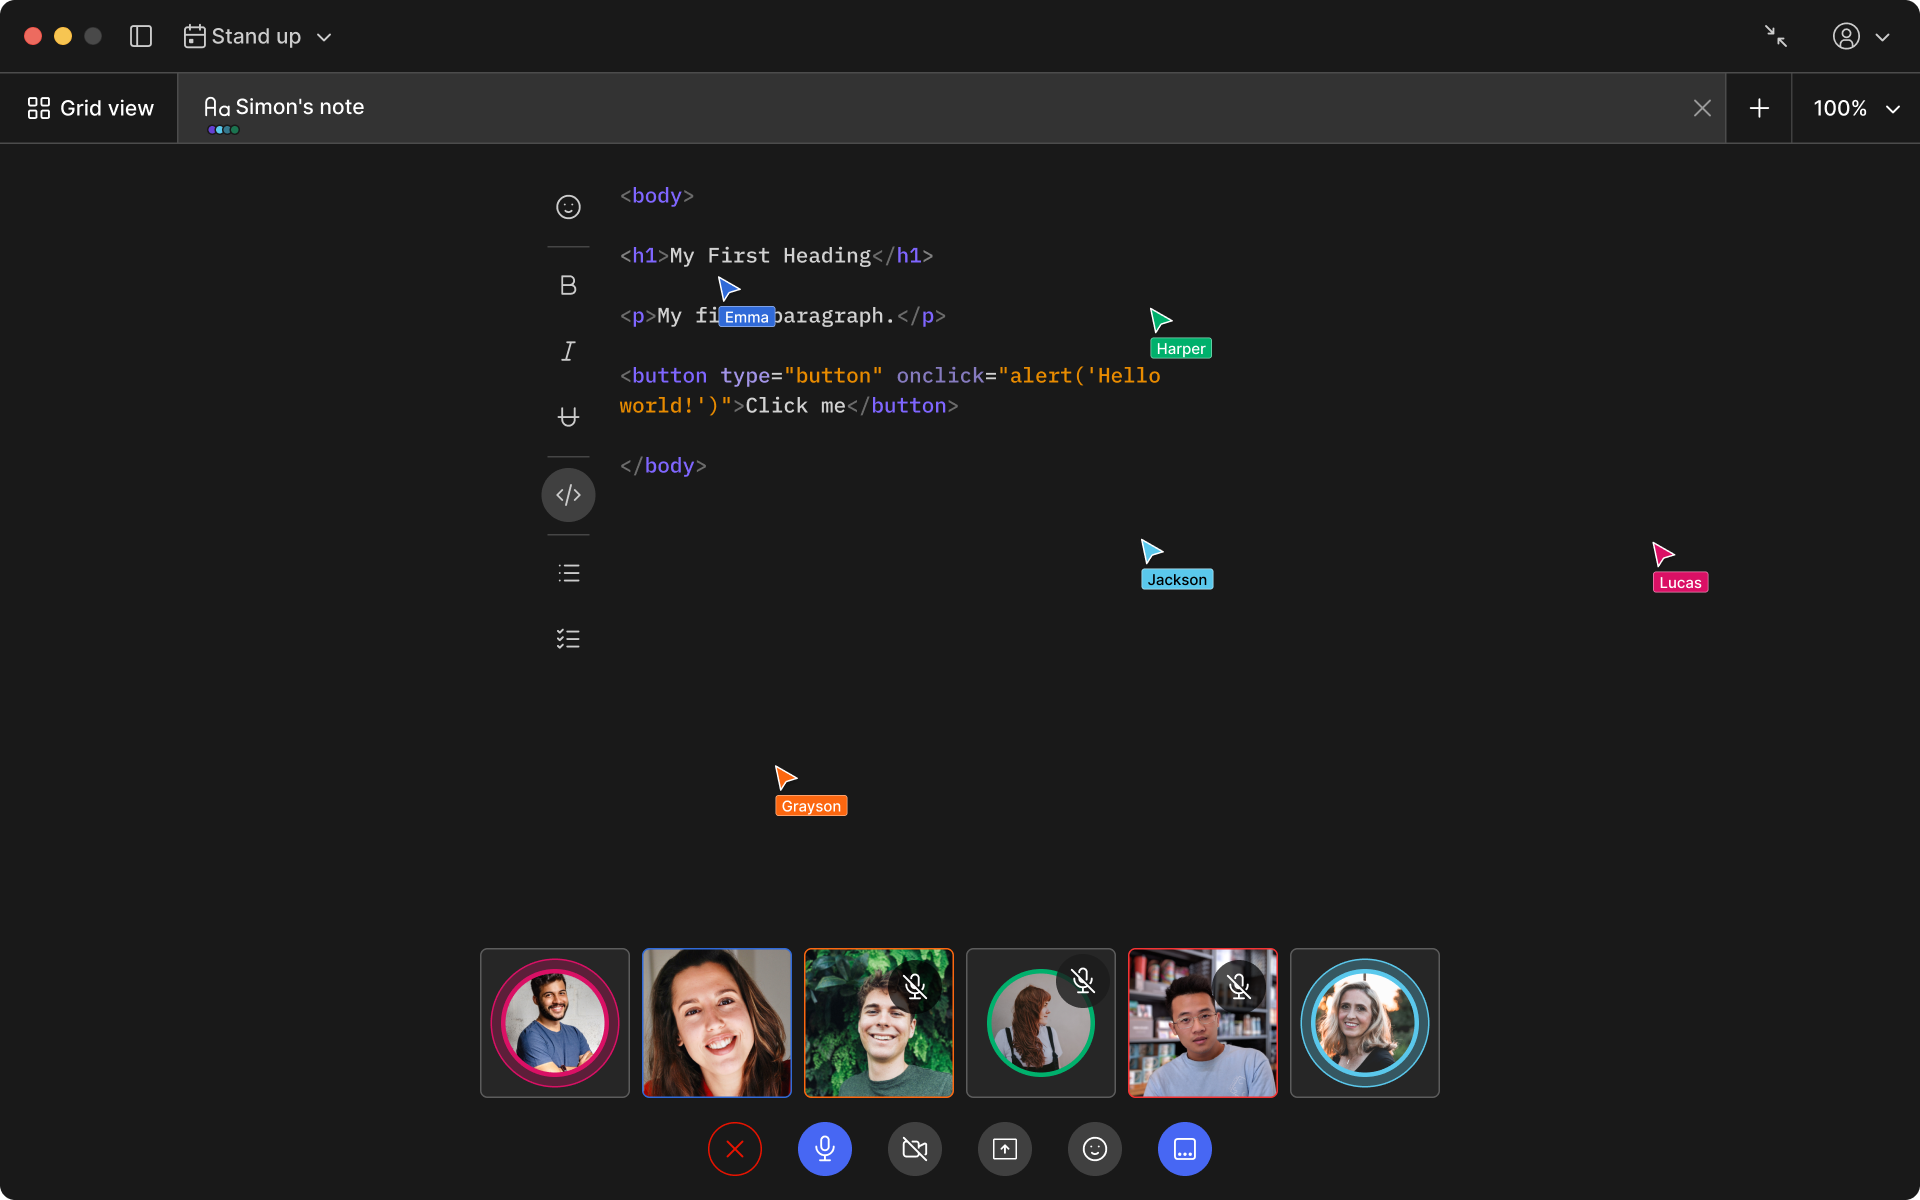 Stand up
Grid view
Aa Simon's note
100%
<body>
<h1>My First Heading</h1>
Emma
<p>My fi paragraph.</p>
Harper
<button type="button" onclick="alert('Hello
world!')">Click me</button>
</body>
B
I
U
</>
Jackson
Lucas
Grayson